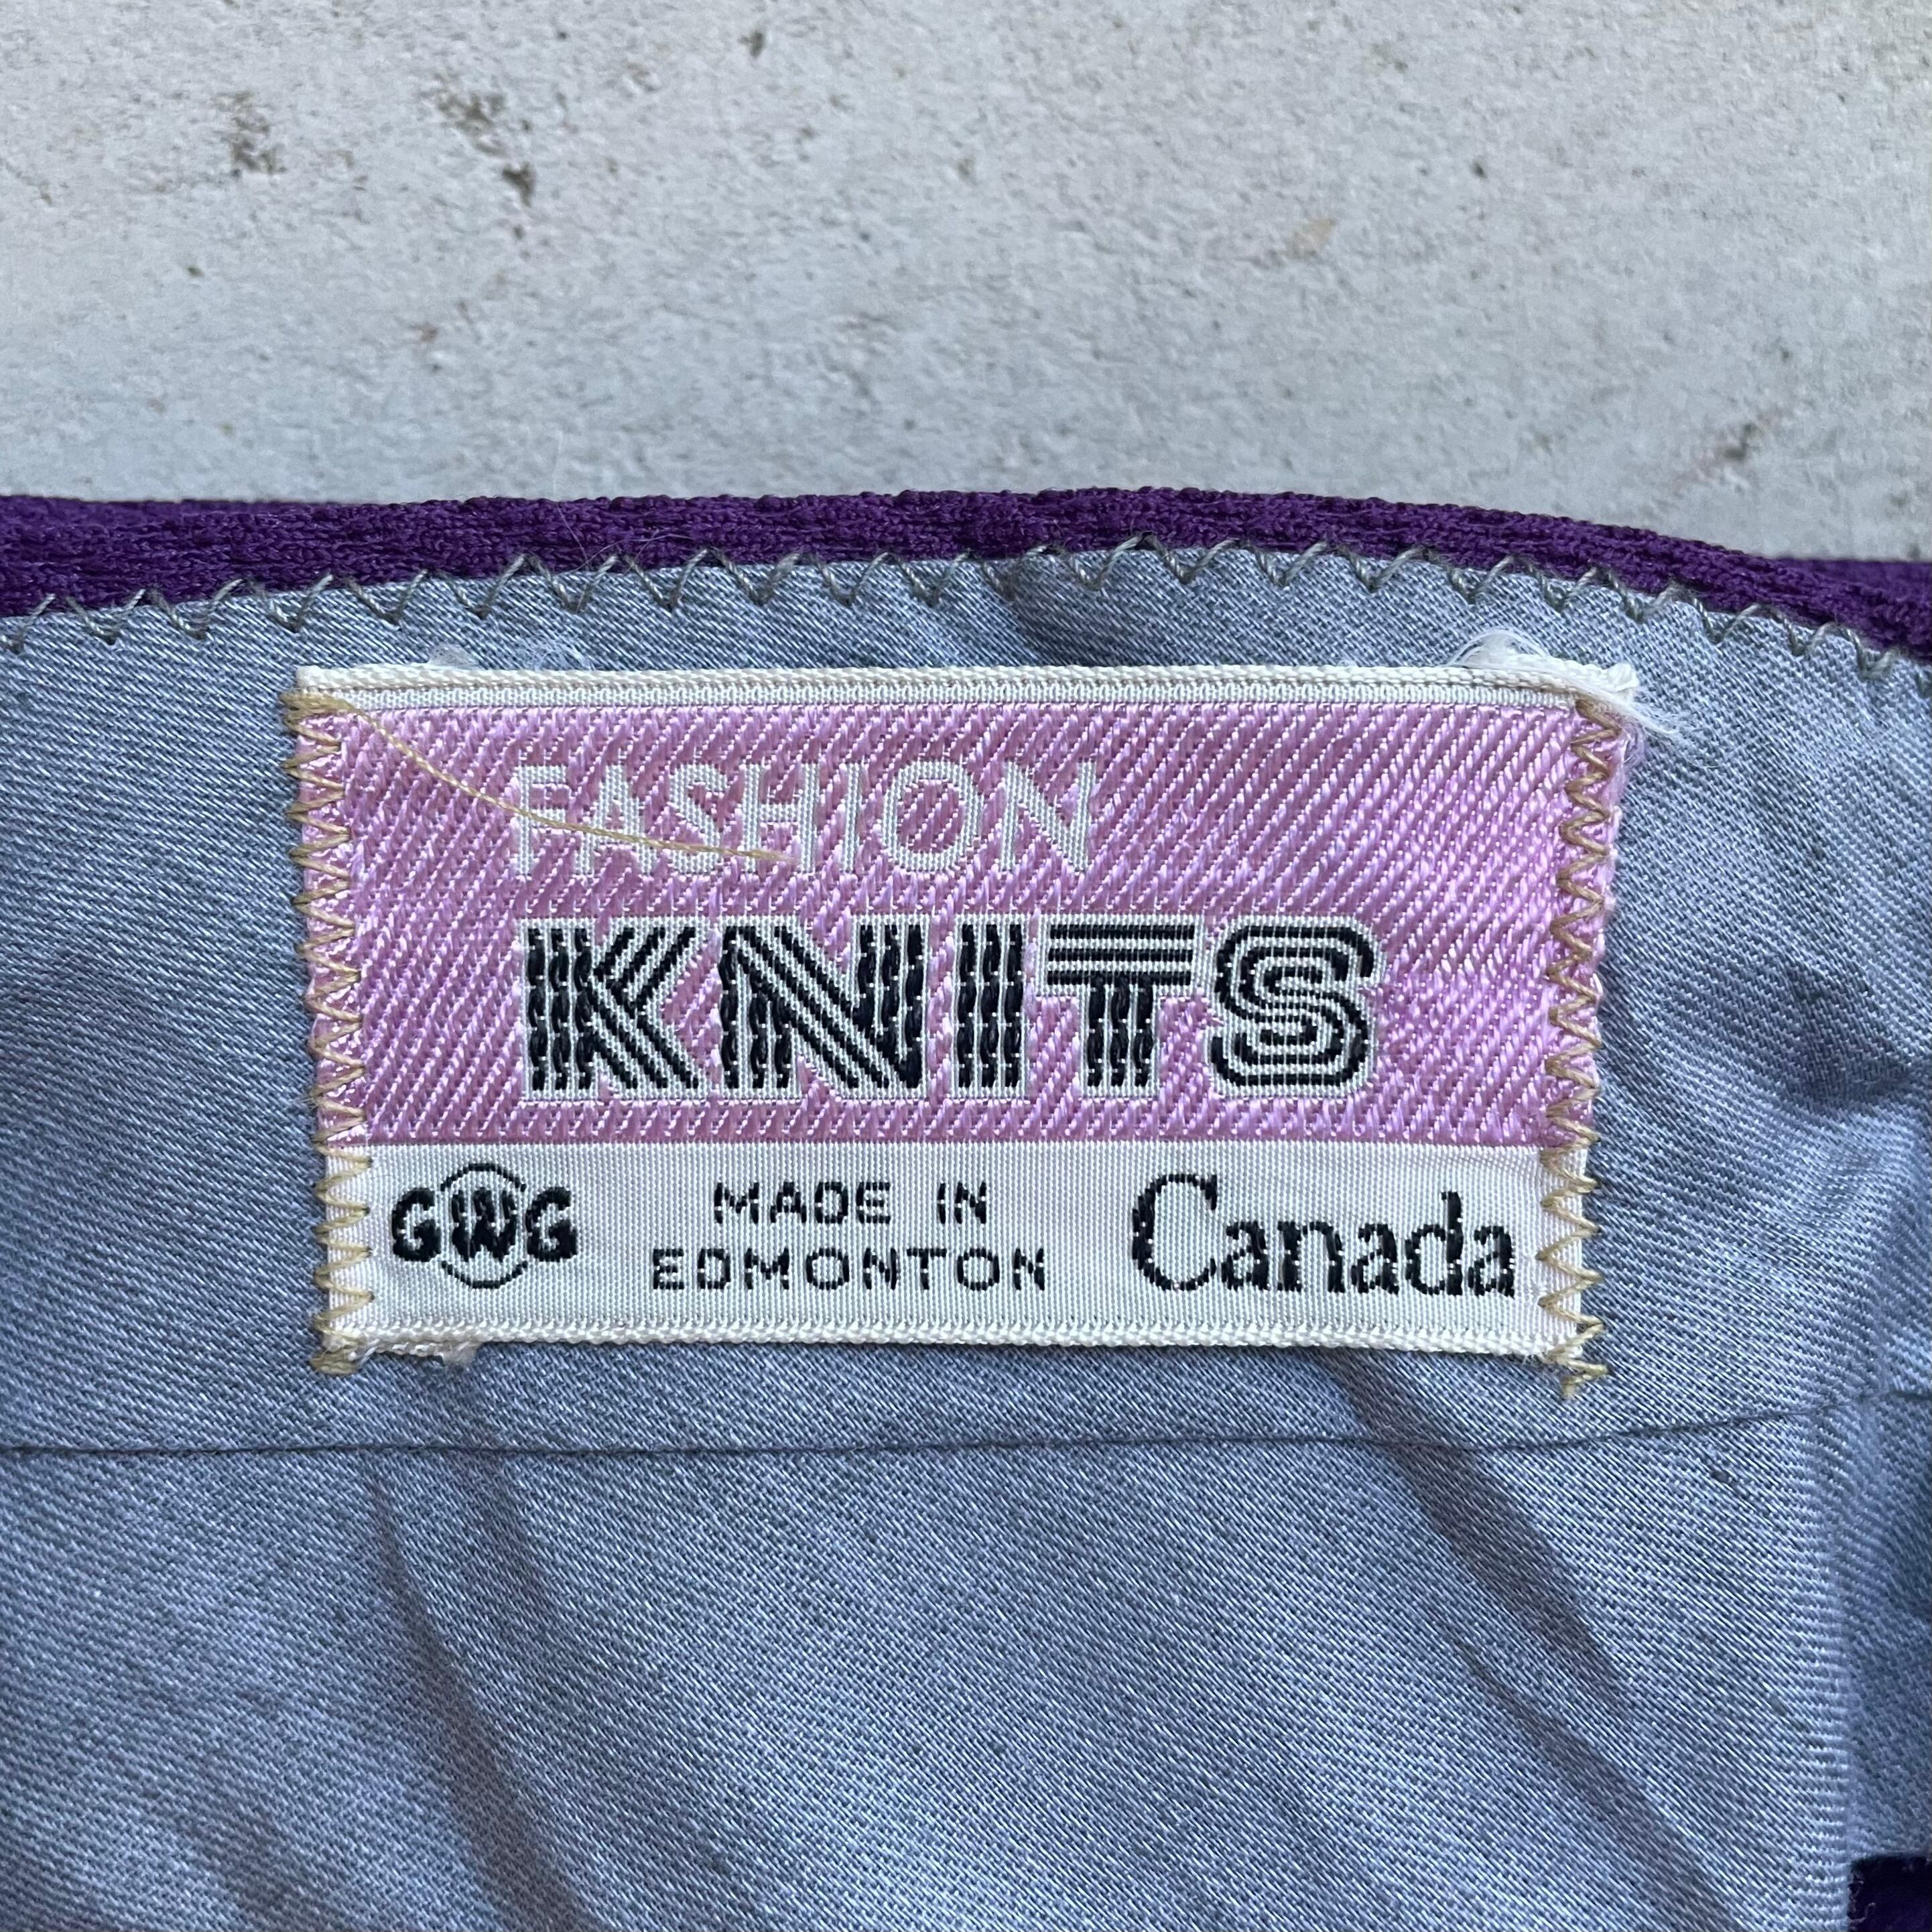 FASHION
KNITS
GWG
MADE IN
EDMONTON
Canada